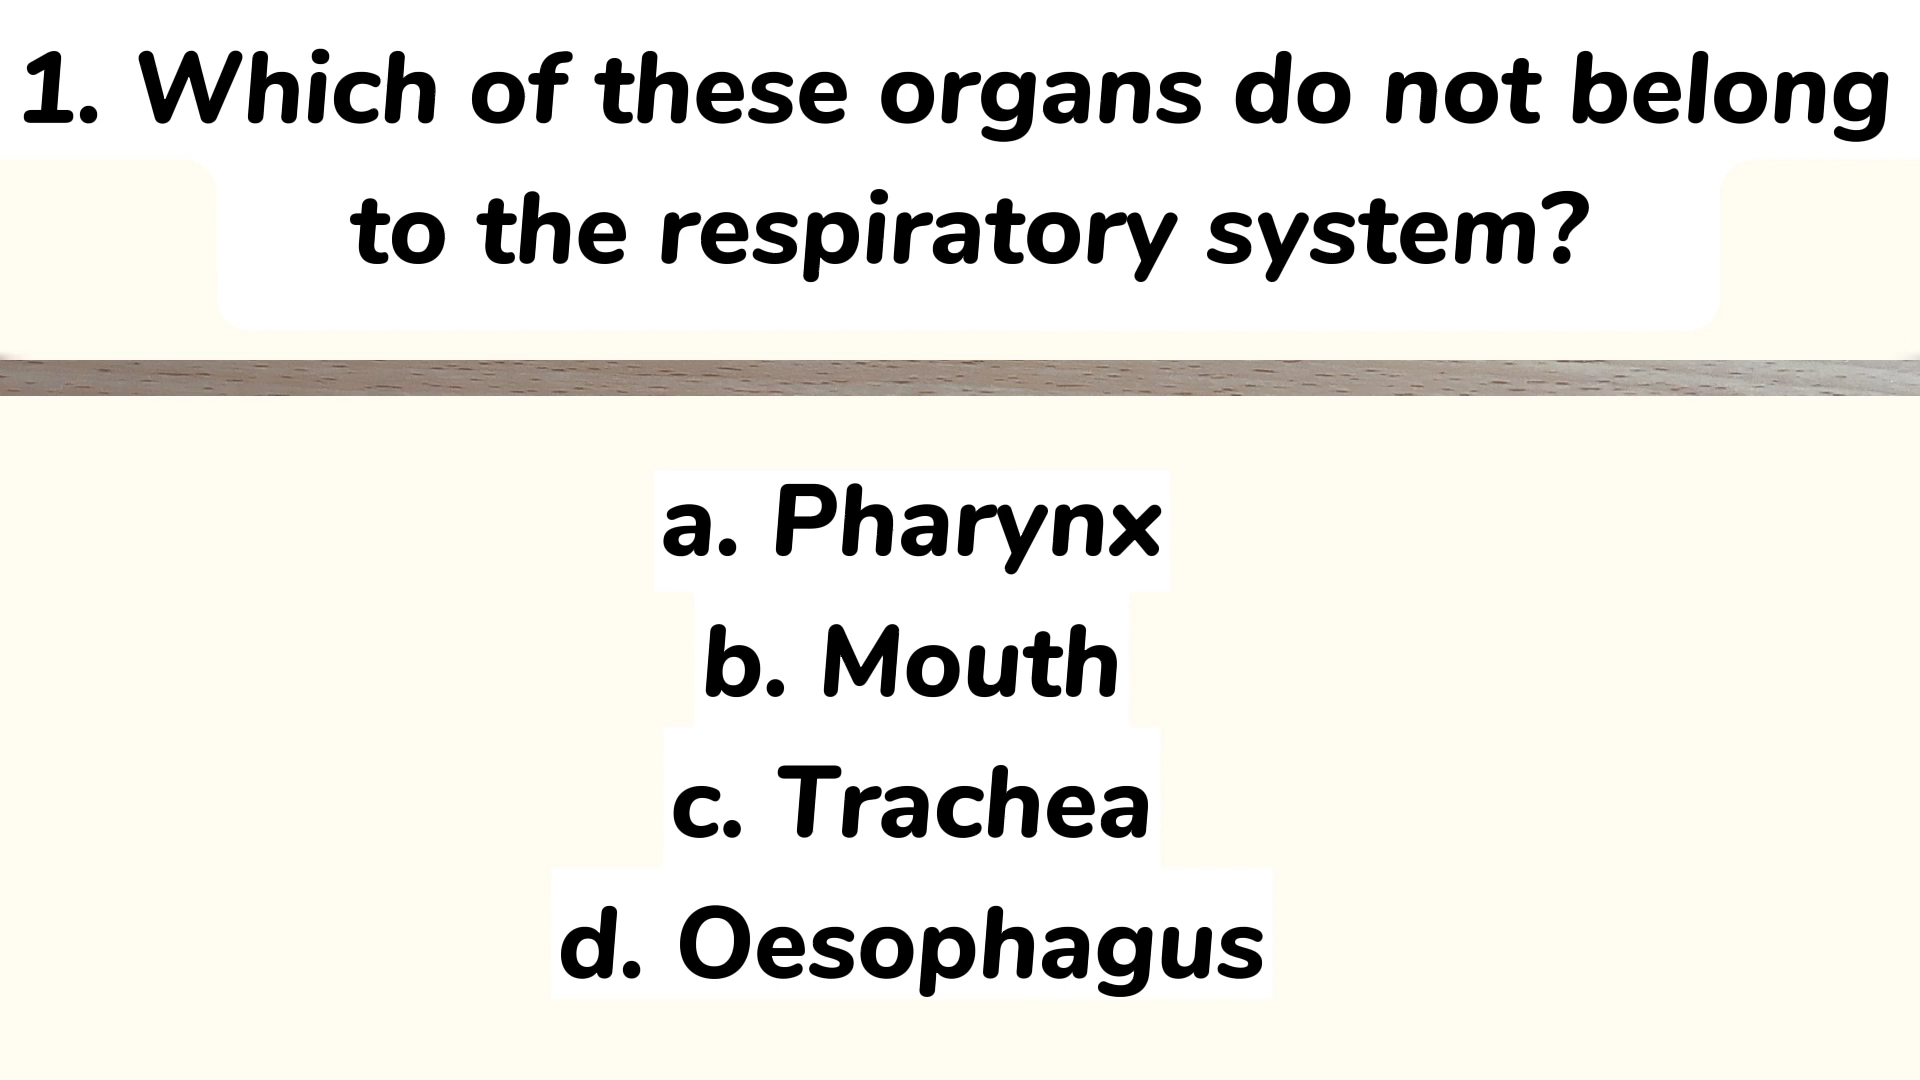 1. Which of these organs do not belong
to the respiratory system?
a. Pharynx
b. Mouth
c. Trachea
d. Oesophagus